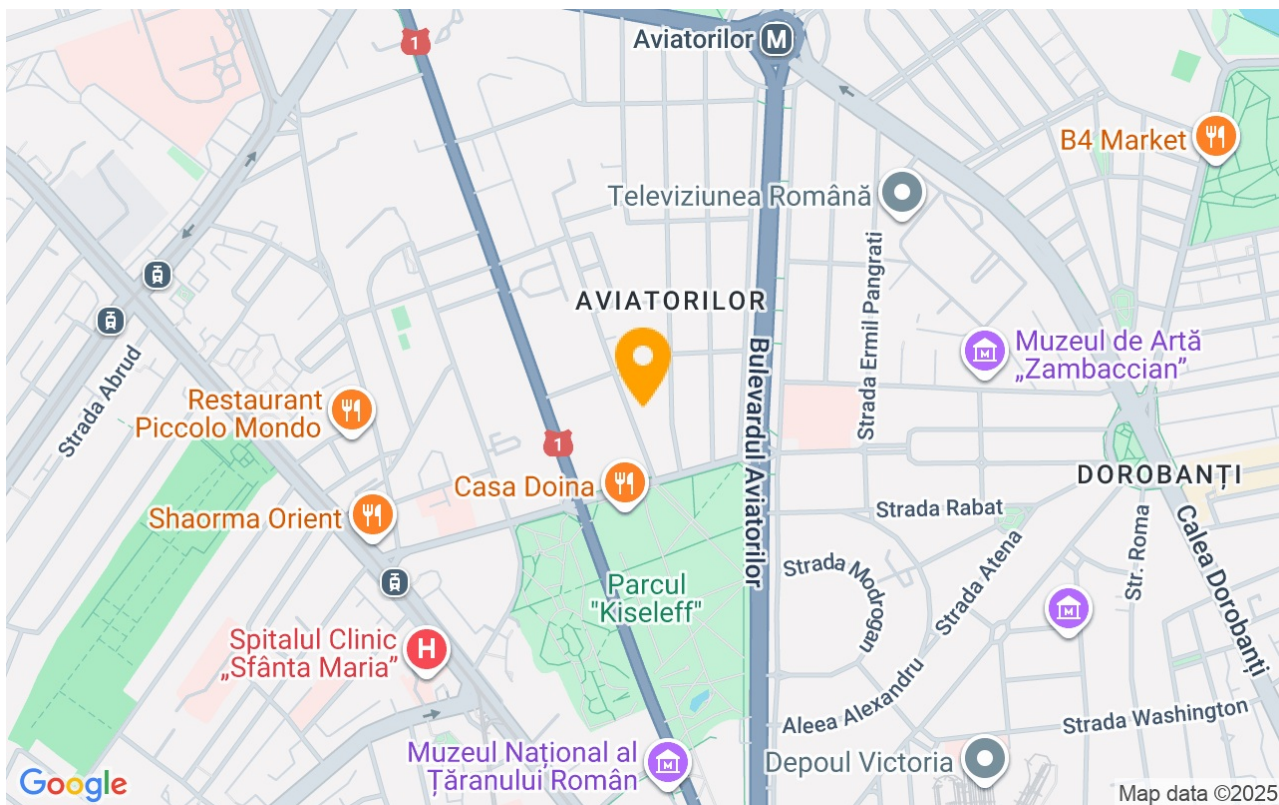 1
Aviatorilor M
B4 Market
Televiziunea Română
Strada Ermil Pangrati
AVIATORILOR
Bulevardul Aviatorilor
Muzeul de Artă
„Zambaccian”
Strada Abrud
Restaurant
Piccolo Mondo
1
Casa Doina
DOROBANȚI
Shaorma Orient
Strada Rabat
Strada Atena
Str. Roma
Calea Dorobanți
Strada Modrogan
Parcul
"Kiseleff"
Spitalul Clinic
„Sfânta Maria”
H
Aleea Alexandru
Strada Washington
Muzeul Național al
Țăranului Român
Depoul Victoria
Google
Map data ©2025